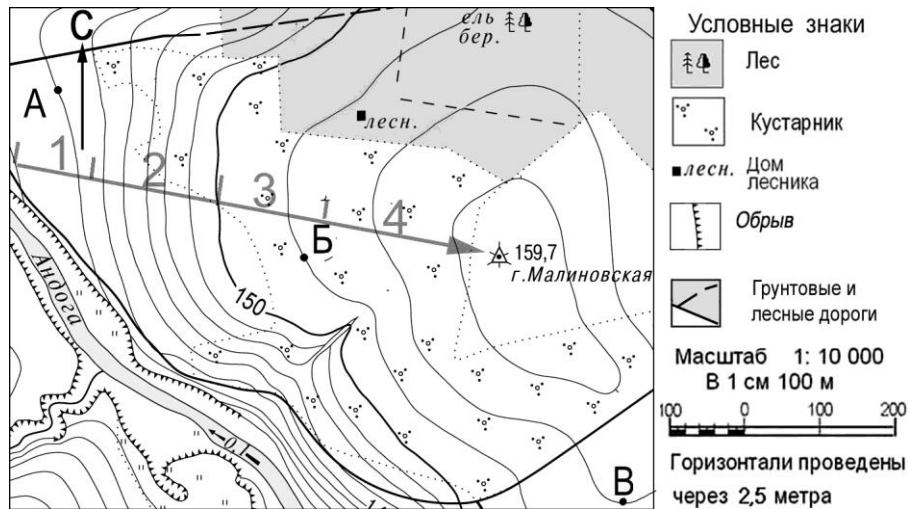 С
А
ель
бер.
лесн.
1
2
3
4
Б
159,7
г.Малиновская
150
Андога
0,1
В
Условные знаки
Лес
Кустарник
лесн. Дом
лесника
Обрыв
Грунтовые и
лесные дороги
Масштаб 1: 10 000
В 1 см 100 м
100 0 100 200
Горизонтали проведены
через 2,5 метра